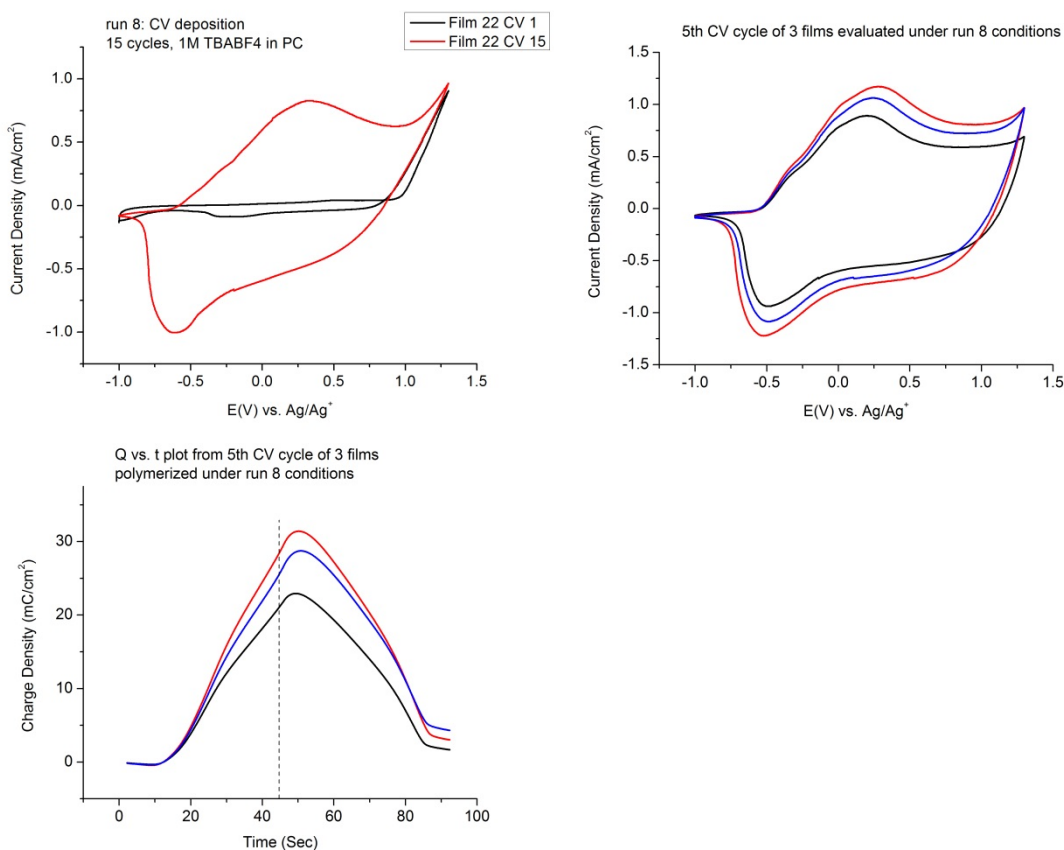 run 8: CV deposition
15 cycles, 1M TBABF4 in PC
Film 22 CV 1
Film 22 CV 15
1.0
0.5
0.0
-0.5
-1.0
Current Density (mA/cm²)
-1.0 -0.5 0.0 0.5 1.0 1.5
E(V) vs. Ag/Ag⁺
5th CV cycle of 3 films evaluated under run 8 conditions
1.5
1.0
0.5
0.0
-0.5
-1.0
-1.5
Current Density (mA/cm²)
-1.0 -0.5 0.0 0.5 1.0 1.5
E(V) vs. Ag/Ag⁺
Q vs. t plot from 5th CV cycle of 3 films
polymerized under run 8 conditions
30
20
10
0
Charge Density (mC/cm²)
0 20 40 60 80 100
Time (Sec)